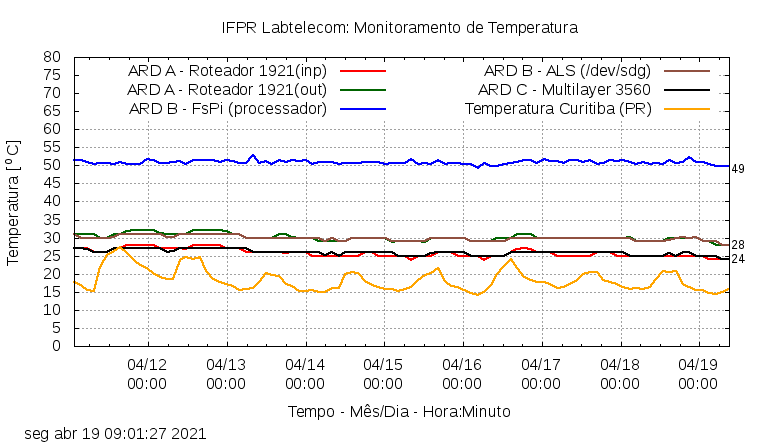 IFPR Labtelecom: Monitoramento de Temperatura
ARD A - Roteador 1921(inp)
ARD A - Roteador 1921(out)
ARD B - FsPi (processador)
ARD B - ALS (/dev/sdg)
ARD C - Multilayer 3560
Temperatura Curitiba (PR)
Temperatura [ºC]
80
75
70
65
60
55
50
45
40
35
30
25
20
15
10
5
0
49
28
24
04/12 04/13 04/14 04/15 04/16 04/17 04/18 04/19
00:00 00:00 00:00 00:00 00:00 00:00 00:00 00:00
Tempo - Mês/Dia - Hora:Minuto
seg abr 19 09:01:27 2021